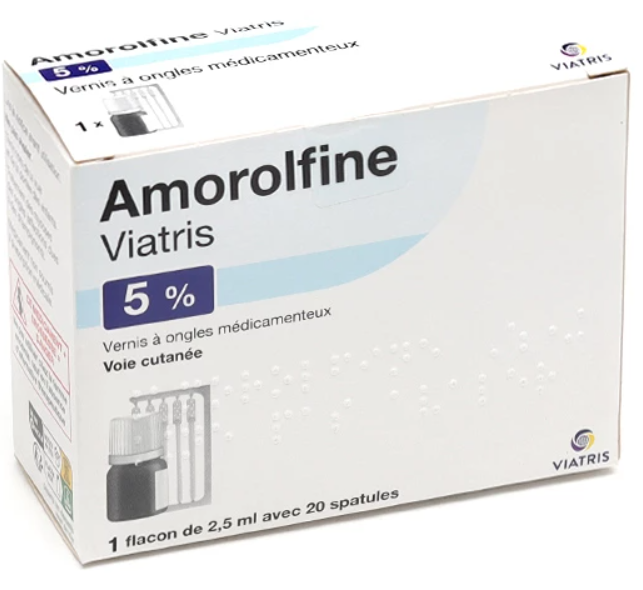 Amorolfine Viatris
5 %
Vernis à ongles médicamenteux
1 x
VIATRIS
Amorolfine
Viatris
5 %
Vernis à ongles médicamenteux
Voie cutanée
VIATRIS
1 flacon de 2,5 ml avec 20 spatules